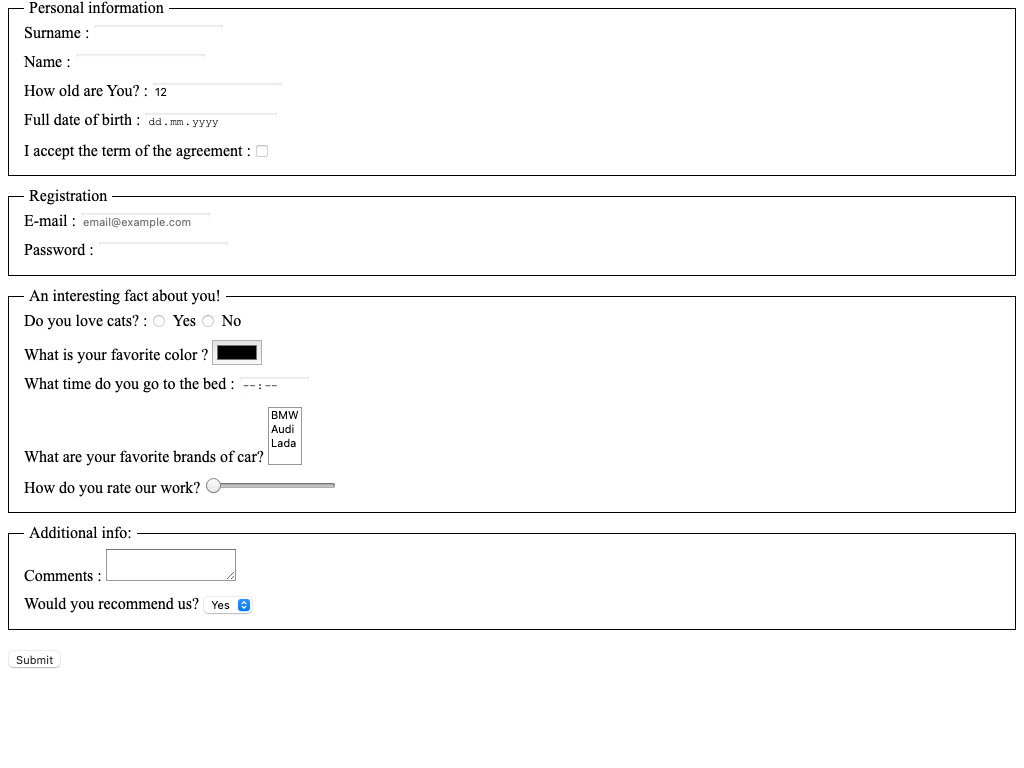 Personal information
Surname :
Name :
How old are You? : 12
Full date of birth : dd.mm.yyyy
I accept the term of the agreement :
Registration
E-mail : email@example.com
Password :
An interesting fact about you!
Do you love cats? : Yes No
What is your favorite color ?
What time do you go to the bed : --:--
BMW
Audi
Lada
What are your favorite brands of car?
How do you rate our work?
Additional info:
Comments :
Would you recommend us? Yes
Submit